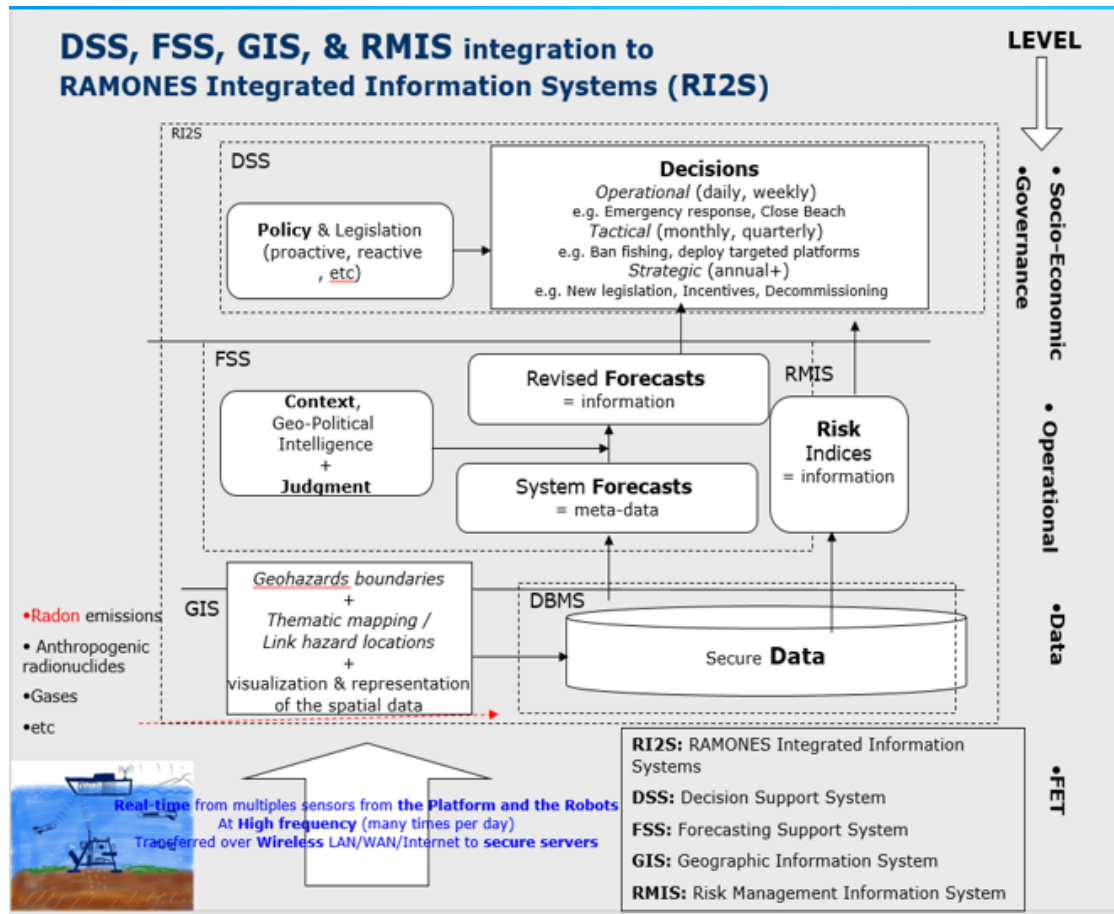 DSS, FSS, GIS, & RMIS integration to
RAMONES Integrated Information Systems (RI2S)
LEVEL
RI2S
DSS
Policy & Legislation
(proactive, reactive
, etc)
Decisions
Operational (daily, weekly)
e.g. Emergency response, Close Beach
Tactical (monthly, quarterly)
e.g. Ban fishing, deploy targeted platforms
Strategic (annual+)
e.g. New legislation, Incentives, Decommissioning
• Socio-Economic
•Governance
FSS
Context,
Geo-Political
Intelligence
+
Judgment
Revised Forecasts
= information
System Forecasts
= meta-data
RMIS
Risk
Indices
= information
• Operational
GIS
Geohazards boundaries
+
Thematic mapping /
Link hazard locations
+
visualization & representation
of the spatial data
DBMS
Secure Data
•Data
•Radon emissions
• Anthropogenic
radionuclides
•Gases
•etc
Real-time from multiples sensors from the Platform and the Robots
At High frequency (many times per day)
Transferred over Wireless LAN/WAN/Internet to secure servers
RI2S: RAMONES Integrated Information
Systems
DSS: Decision Support System
FSS: Forecasting Support System
GIS: Geographic Information System
RMIS: Risk Management Information System
•FET